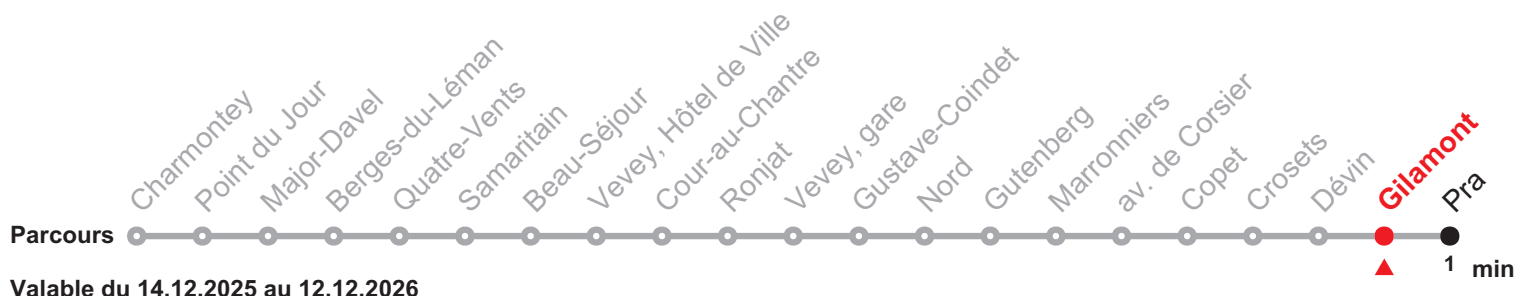 Charmontey
Point du Jour
Major-Davel
Berges-du-Léman
Quatre-Vents
Samaritain
Beau-Séjour
Vevey, Hôtel de Ville
Cour-au-Chantre
Ronjat
Vevey, gare
Gustave-Coindet
Nord
Gutenberg
Marronniers
av. de Corsier
Copet
Crosets
Dévin
Gilamont
Pra
Parcours
1 min
Valable du 14.12.2025 au 12.12.2026